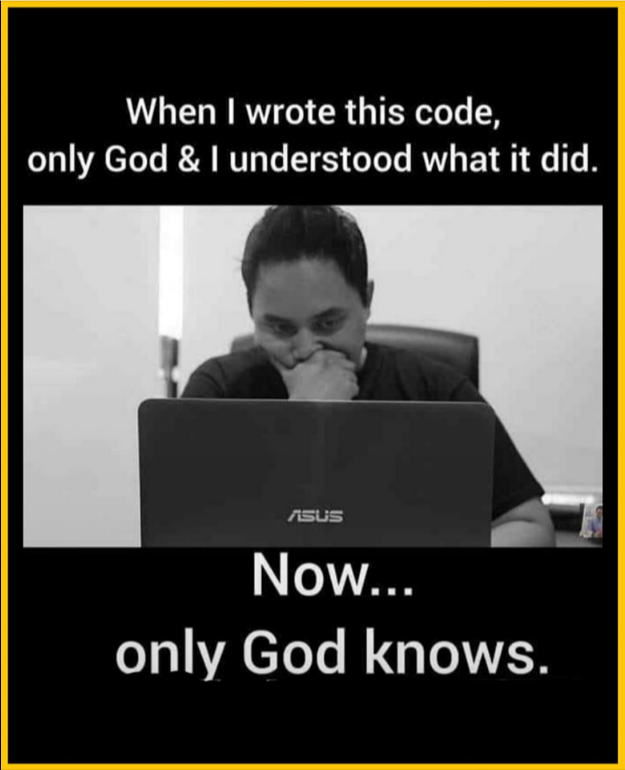 When I wrote this code,
only God & I understood what it did.
ASUS
Now...
only God knows.